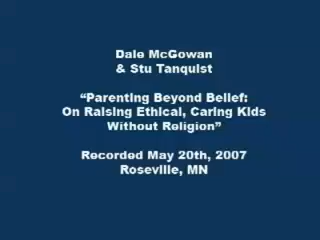 Dale McGowan
& Stu Tanquist
“Parenting Beyond Belief:
On Raising Ethical, Caring Kids
Without Religion”
Recorded May 20th, 2007
Roseville, MN